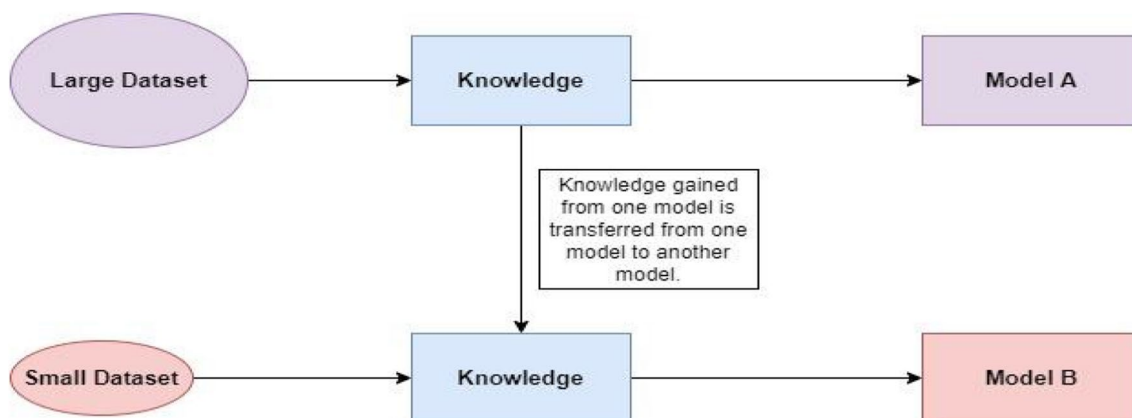 Large Dataset
Knowledge
Model A
Knowledge gained
from one model is
transferred from one
model to another
model.
Small Dataset
Knowledge
Model B